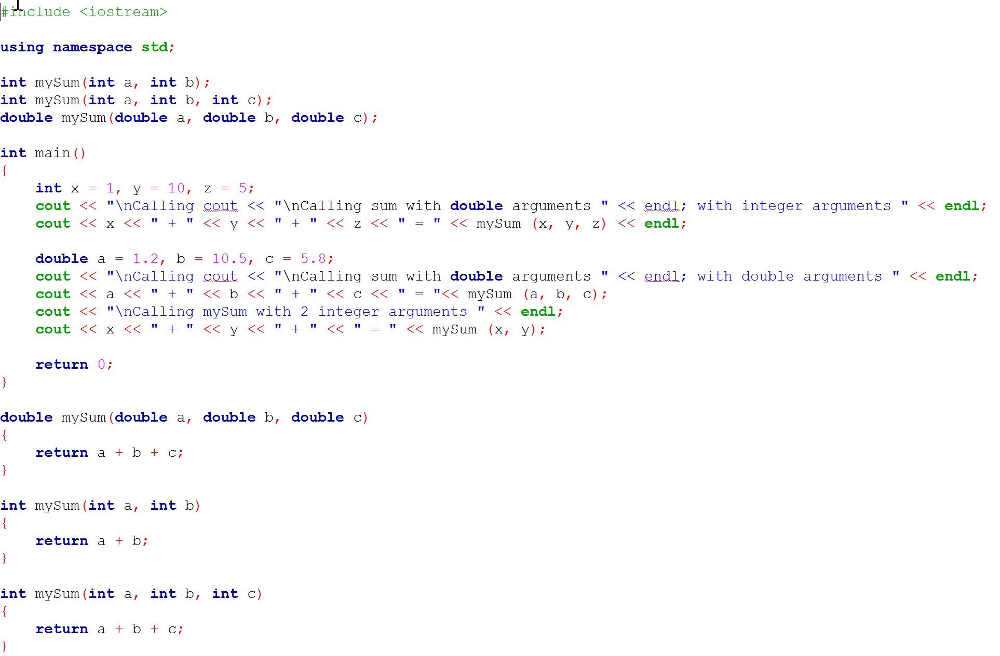 #include <iostream>

using namespace std;

int mySum(int a, int b);
int mySum(int a, int b, int c);
double mySum(double a, double b, double c);

int main()
{
    int x = 1, y = 10, z = 5;
    cout << "\nCalling cout << "\nCalling sum with double arguments " << endl; with integer arguments " << endl;
    cout << x << " + " << y << " + " << z << " = " << mySum (x, y, z) << endl;

    double a = 1.2, b = 10.5, c = 5.8;
    cout << "\nCalling cout << "\nCalling sum with double arguments " << endl; with double arguments " << endl;
    cout << a << " + " << b << " + " << c << " = "<< mySum (a, b, c);
    cout << "\nCalling mySum with 2 integer arguments " << endl;
    cout << x << " + " << y << " + " << " = " << mySum (x, y);

    return 0;
}

double mySum(double a, double b, double c)
{
    return a + b + c;
}

int mySum(int a, int b)
{
    return a + b;
}

int mySum(int a, int b, int c)
{
    return a + b + c;
}